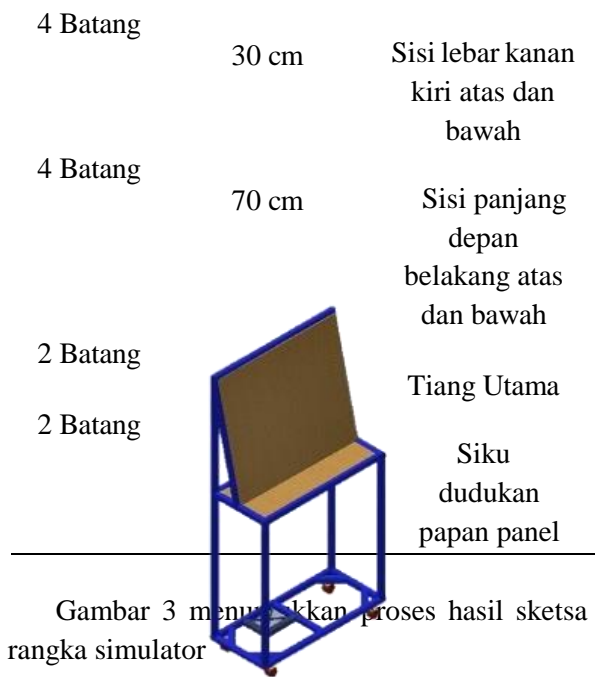 4 Batang
30 cm Sisi lebar kanan
kiri atas dan
bawah
4 Batang
70 cm Sisi panjang
depan
belakang atas
dan bawah
2 Batang
Tiang Utama
2 Batang
Siku
dudukan
papan panel
Gambar 3 proses hasil sketsa
rangka simulator